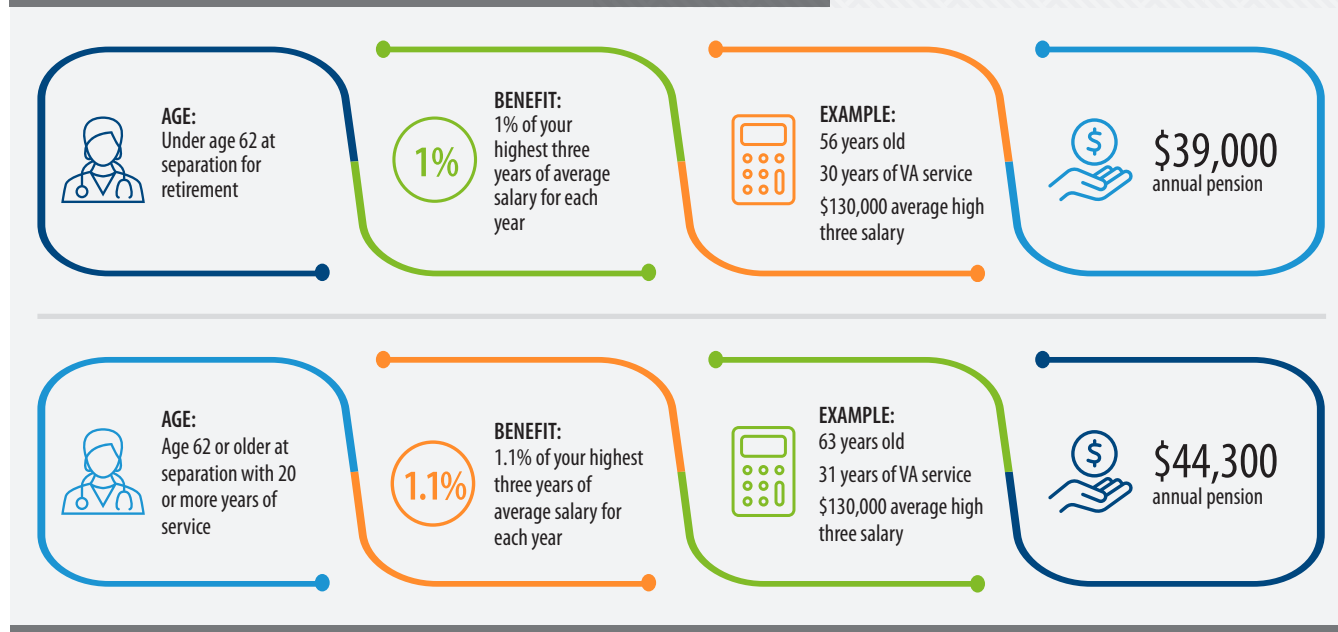 AGE:
Under age 62 at
separation for
retirement
1%
BENEFIT:
1% of your
highest three
years of average
salary for each
year
EXAMPLE:
56 years old
30 years of VA service
$130,000 average high
three salary
$
$39,000
annual pension
AGE:
Age 62 or older at
separation with 20
or more years of
service
1.1%
BENEFIT:
1.1% of your highest
three years of
average salary for
each year
EXAMPLE:
63 years old
31 years of VA service
$130,000 average high
three salary
$
$44,300
annual pension